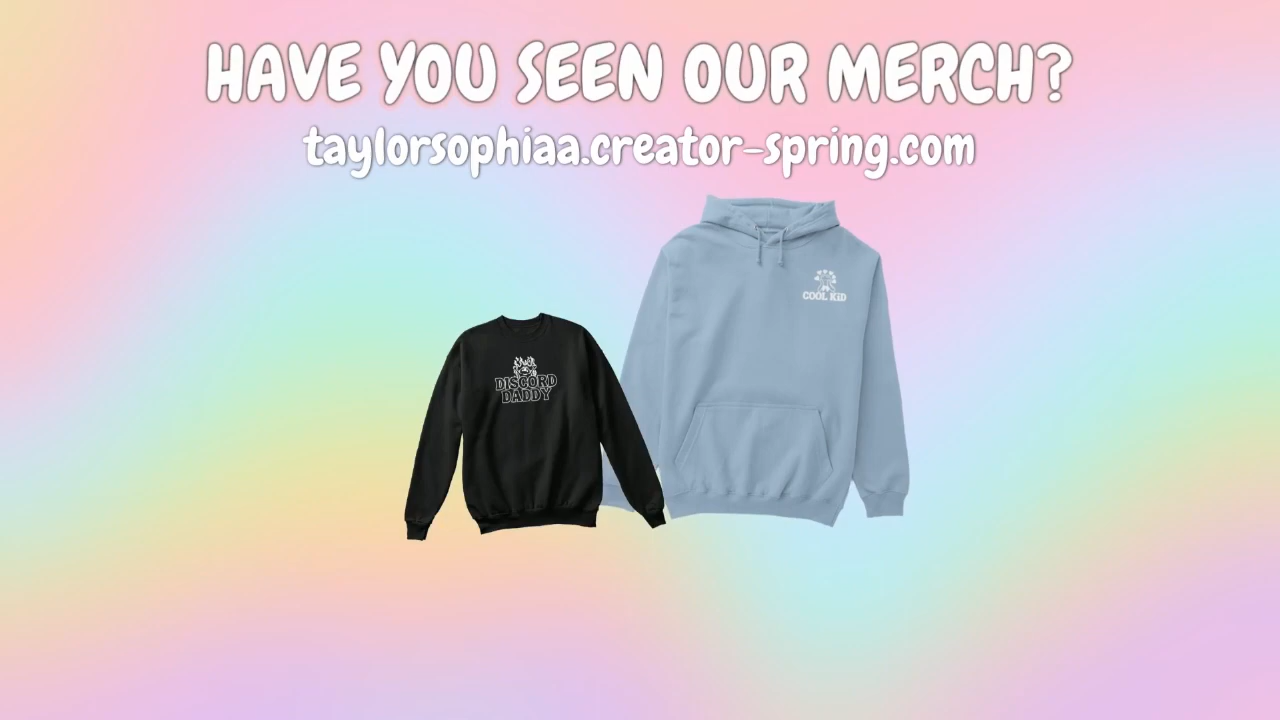 HAVE YOU SEEN OUR MERCH?
taylorsophiaa.creator-spring.com
COOL KiD
DISCORD
DADDY